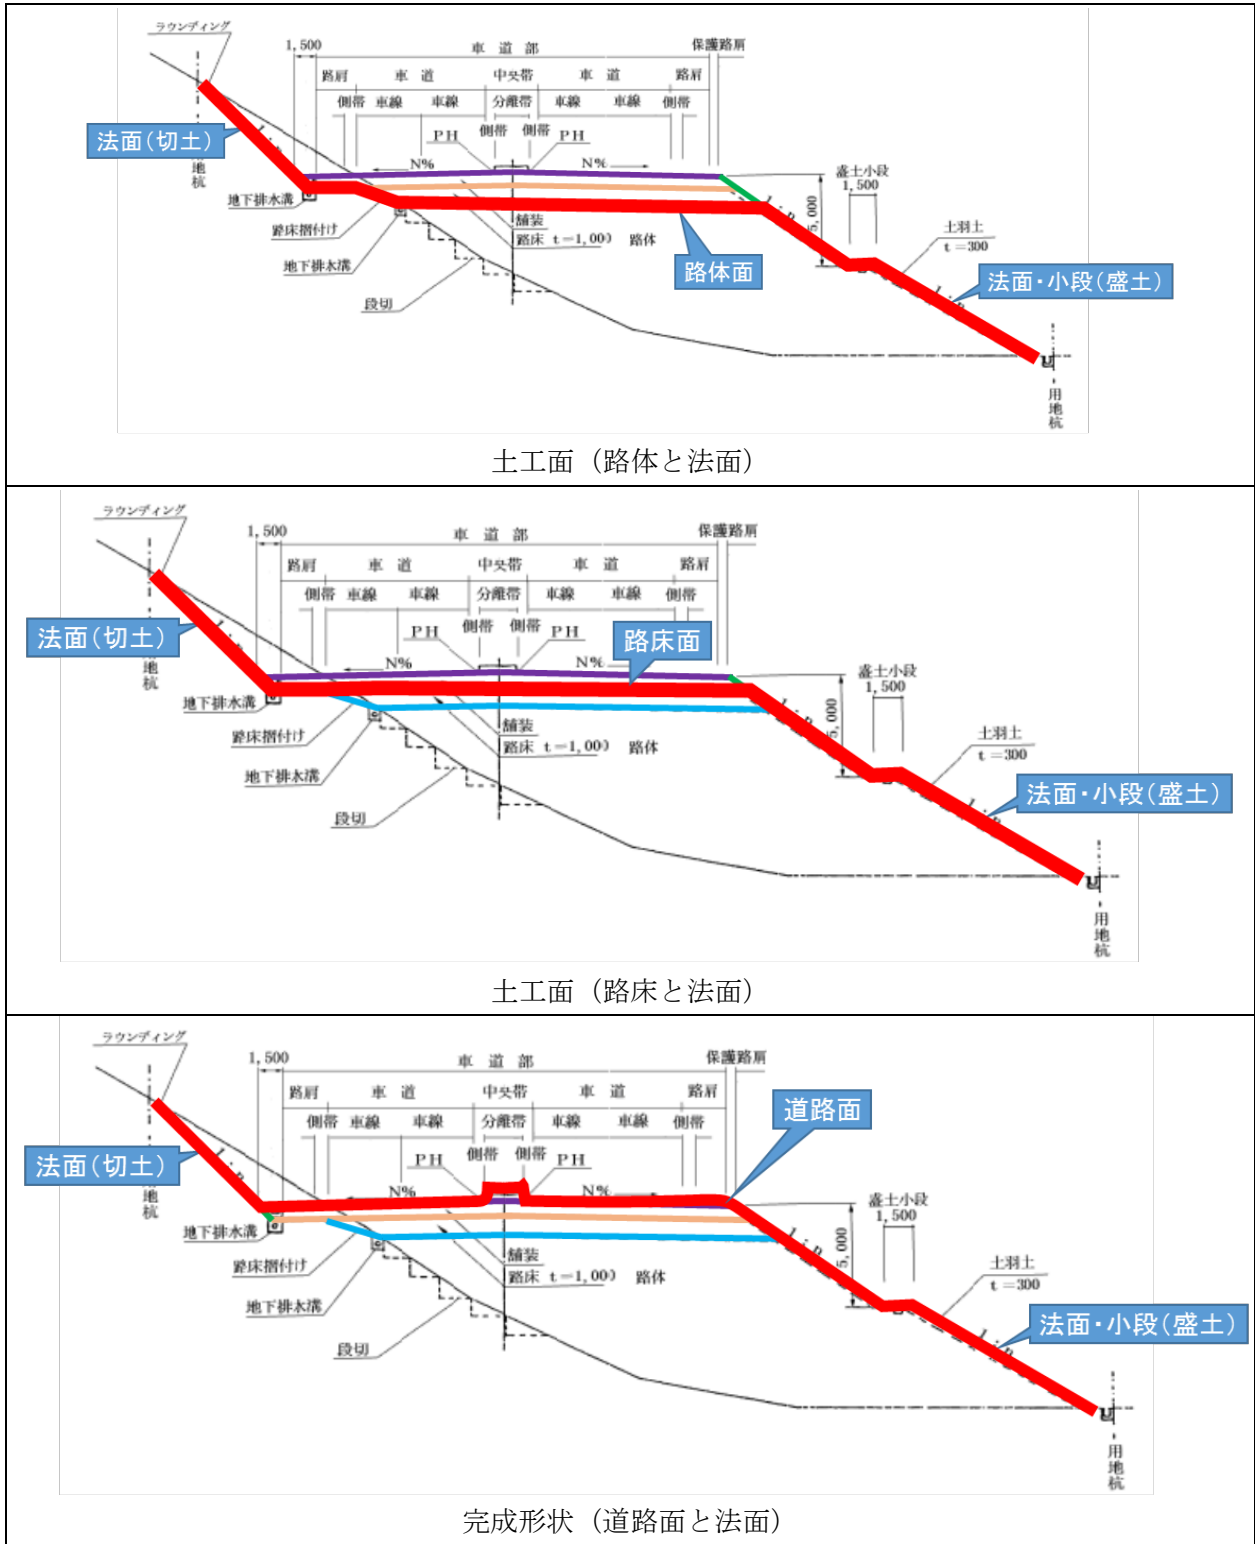 ラウンディング
1,500
車道部
保護路肩
路肩 車道 中央帯 車道 路肩
側帯 車線 車線 分離帯 車線 車線 側帯
PH 側帯 側帯 PH
法面(切土)
N% N%
用地杭
盛土小段
1,500
地下排水溝
5,000
舗装
土羽土
t=300
路床摺付け
路床 t=1,000 路体
地下排水溝
路体面
法面・小段(盛土)
段切
用地杭
土工面(路体と法面)
ラウンディング
1,500
車道部
保護路肩
路肩 車道 中央帯 車道 路肩
側帯 車線 車線 分離帯 車線 車線 側帯
PH 側帯 側帯 PH
法面(切土)
路床面
N% N%
地杭
盛土小段
1,500
地下排水溝
5,000
舗装
土羽土
t=300
路床摺付け
路床 t=1,000 路体
地下排水溝
法面・小段(盛土)
段切
用地杭
土工面(路床と法面)
ラウンディング
1,500
車道部
保護路肩
路肩 車道 中央帯 車道 路肩
道路面
側帯 車線 車線 分離帯 車線 車線 側帯
PH 側帯 側帯 PH
法面(切土)
N% N%
地杭
盛土小段
1,500
地下排水溝
5,000
舗装
土羽土
t=300
路床摺付け
路床 t=1,000 路体
地下排水溝
法面・小段(盛土)
段切
用地杭
完成形状(道路面と法面)